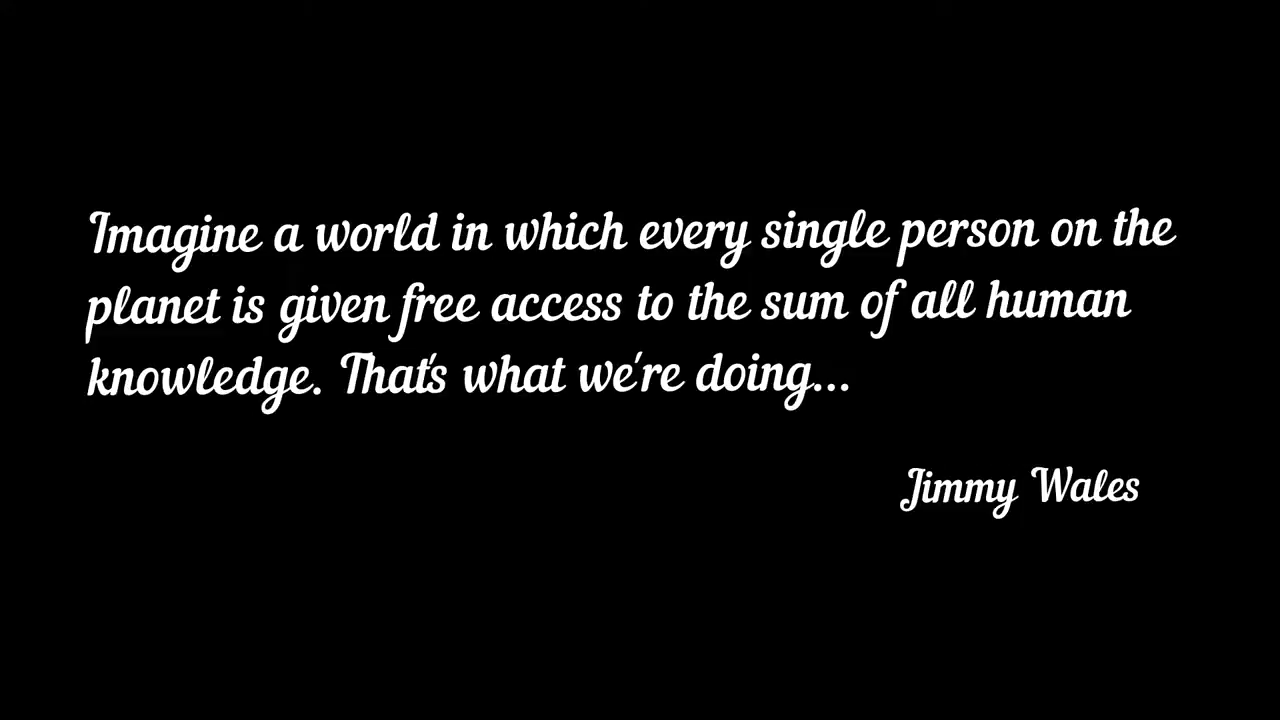 Imagine a world in which every single person on the
planet is given free access to the sum of all human
knowledge. That's what we're doing...
Jimmy Wales